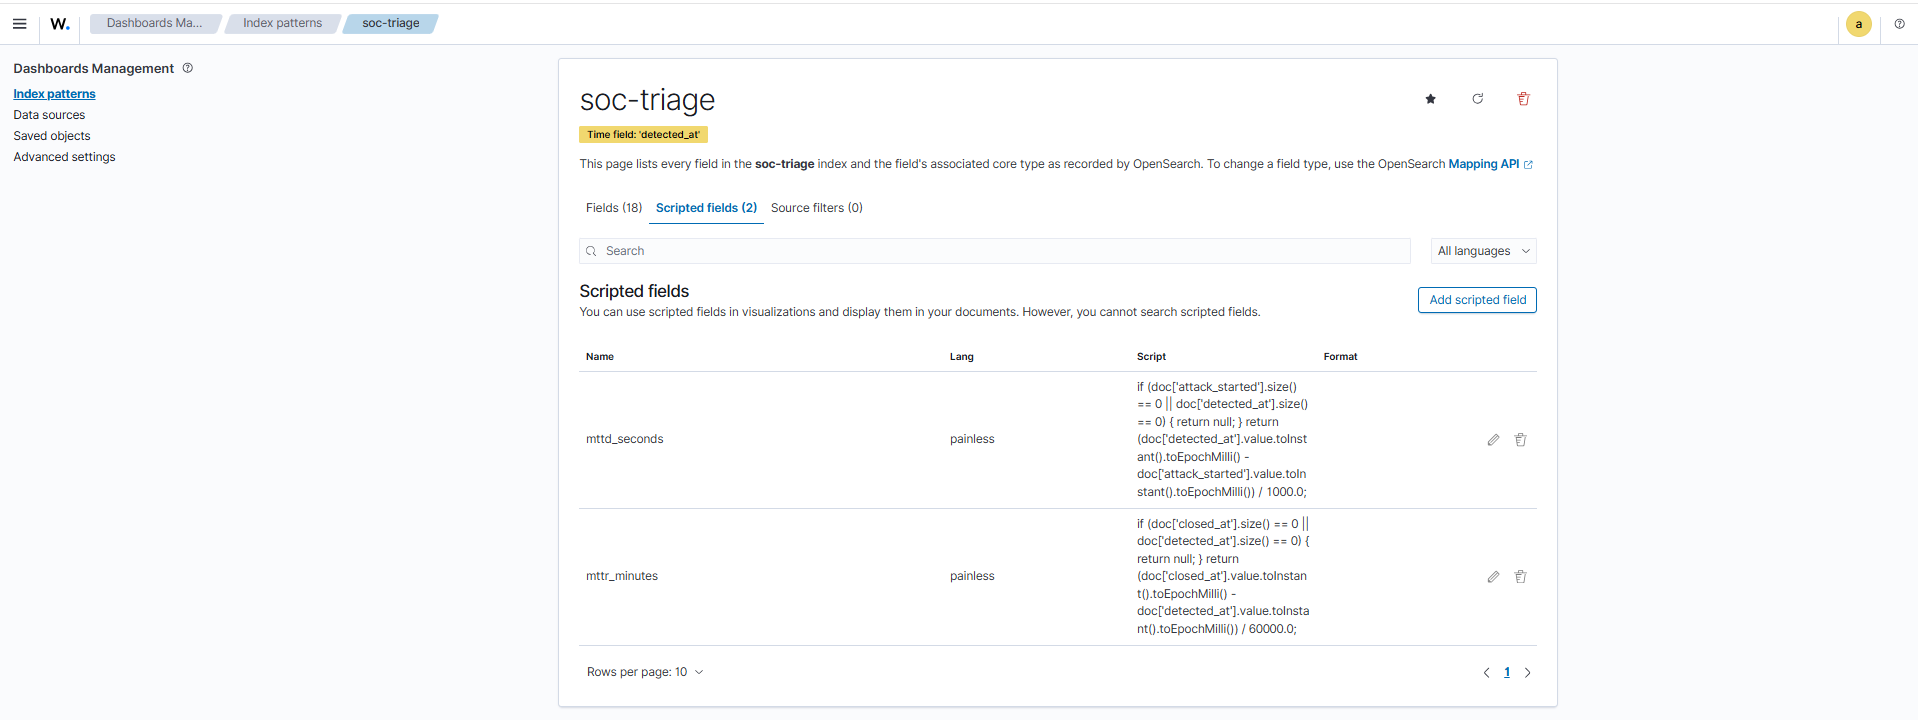 W.
Dashboards Ma...
Index patterns
soc-triage
a
Dashboards Management
Index patterns
Data sources
Saved objects
Advanced settings
soc-triage
Time field: 'detected_at'
This page lists every field in the soc-triage index and the field's associated core type as recorded by OpenSearch. To change a field type, use the OpenSearch Mapping API
Fields (18)
Scripted fields (2)
Source filters (0)
Search
All languages
Scripted fields
You can use scripted fields in visualizations and display them in your documents. However, you cannot search scripted fields.
Add scripted field
Name
Lang
Script
Format
mttd_seconds
painless
if (doc['attack_started'].size()
== 0 || doc['detected_at'].size()
== 0) { return null; } return
(doc['detected_at'].value.toInst
ant().toEpochMilli() -
doc['attack_started'].value.toIn
stant().toEpochMilli()) / 1000.0;
mttr_minutes
painless
if (doc['closed_at'].size() == 0 ||
doc['detected_at'].size() == 0) {
return null; } return
(doc['closed_at'].value.toInstan
t().toEpochMilli() -
doc['detected_at'].value.toInsta
nt().toEpochMilli()) / 60000.0;
Rows per page: 10
1